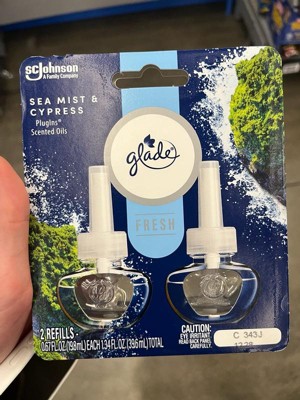 SC Johnson
A Family Company
SEA MIST &
CYPRESS
PlugIns®
Scented Oils
glade®
FRESH
2 REFILLS
0.67 FL OZ (19.8 mL) EACH 1.34 FL OZ (39.6 mL) TOTAL
CAUTION:
EYE IRRITANT.
READ BACK PANEL
CAREFULLY.
C 343J